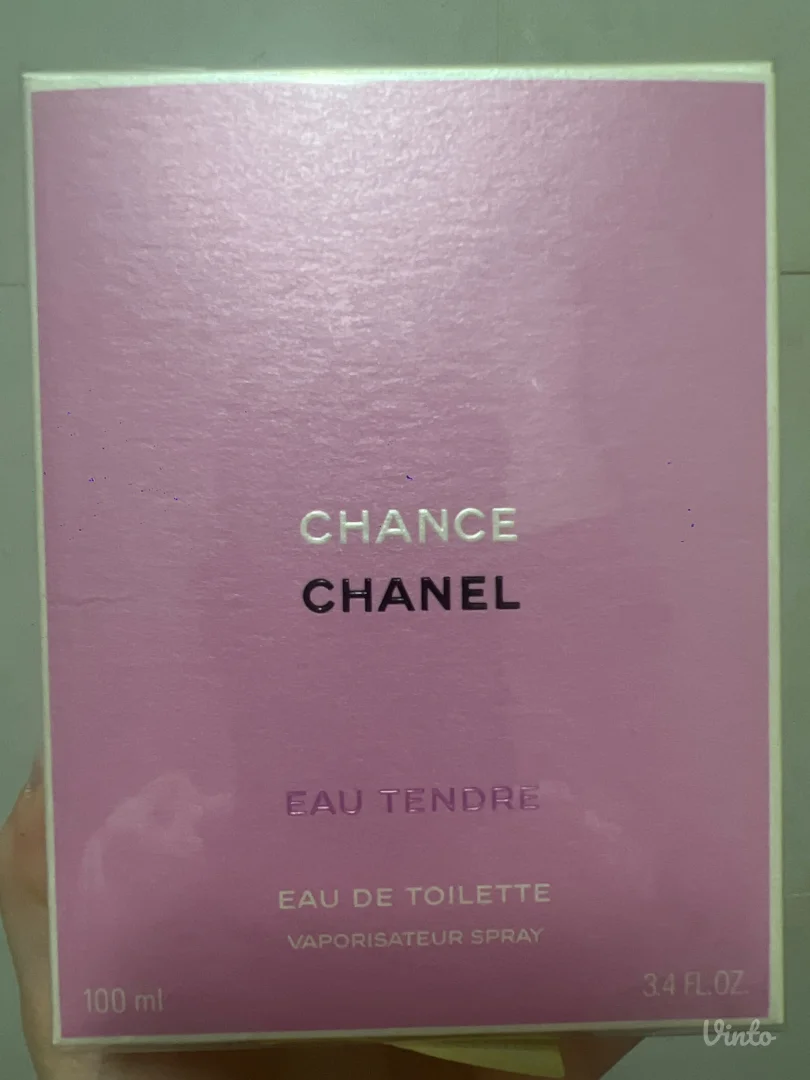 CHANCE
CHANEL
EAU TENDRE
EAU DE TOILETTE
VAPORISATEUR SPRAY
100 ml
3.4 FL.OZ.
Vinto